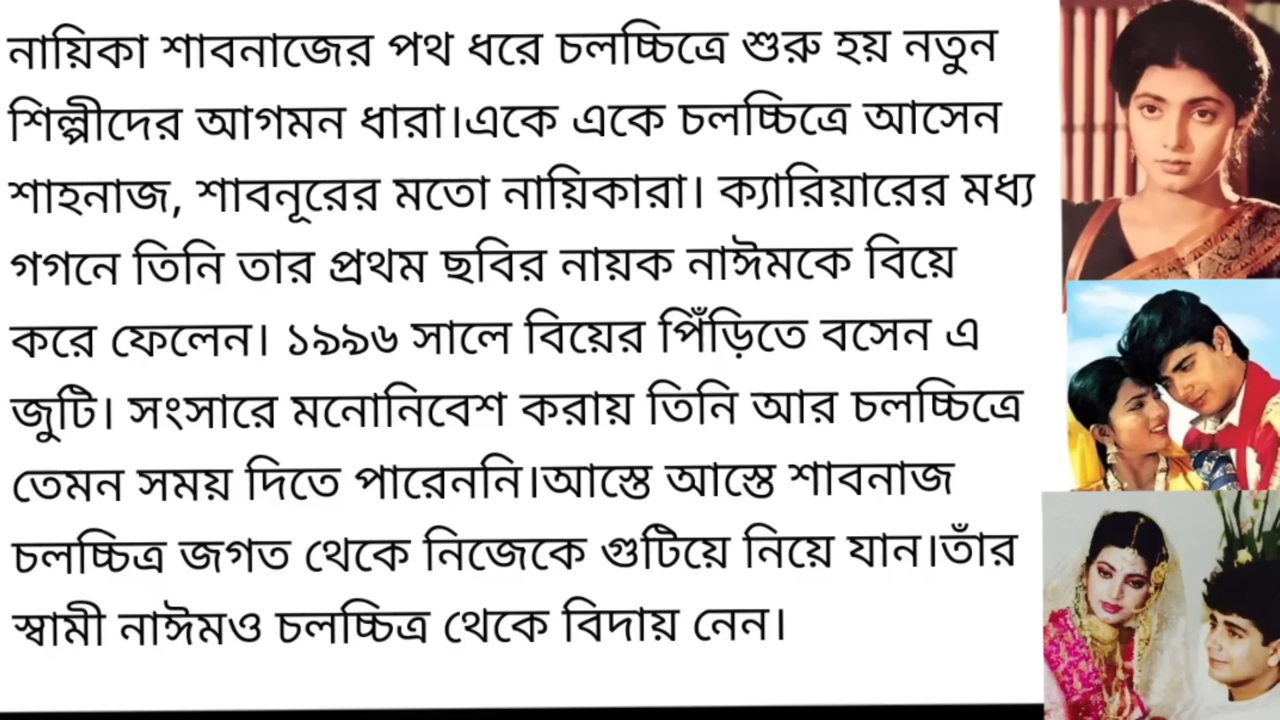 নায়িকা শাবনাজের পথ ধরে চলচ্চিত্রে শুরু হয় নতুন
শিল্পীদের আগমন ধারা।একে একে চলচ্চিত্রে আসেন
শাহনাজ, শাবনূরের মতো নায়িকারা। ক্যারিয়ারের মধ্য
গগনে তিনি তার প্রথম ছবির নায়ক নাঈমকে বিয়ে
করে ফেলেন। ১৯৯৬ সালে বিয়ের পিঁড়িতে বসেন এ
জুটি। সংসারে মনোনিবেশ করায় তিনি আর চলচ্চিত্রে
তেমন সময় দিতে পারেননি।আস্তে আস্তে শাবনাজ
চলচ্চিত্র জগত থেকে নিজেকে গুটিয়ে নিয়ে যান।তাঁর
স্বামী নাঈমও চলচ্চিত্র থেকে বিদায় নেন।